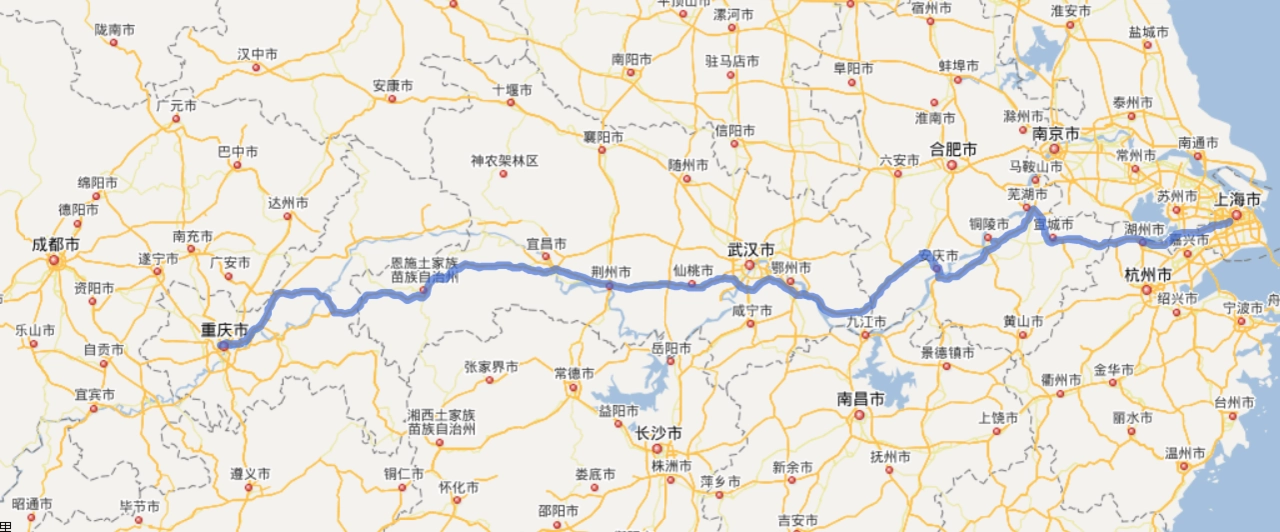 平顶山市
漯河市
宿州市
淮安市
陇南市
盐城市
汉中市
南阳市
驻马店市
阜阳市
蚌埠市
安康市
十堰市
广元市
泰州市
淮南市
滁州市
襄阳市
信阳市
南京市
南通市
巴中市
合肥市
常州市
神农架林区
随州市
六安市
马鞍山市
绵阳市
苏州市
上海市
芜湖市
达州市
德阳市
铜陵市
宣城市
湖州市
嘉兴市
成都市
南充市
宜昌市
武汉市
安庆市
遂宁市
广安市
恩施土家族
苗族自治州
荆州市
仙桃市
鄂州市
杭州市
资阳市
绍兴市
舟
宁波市
咸宁市
九江市
黄山市
重庆市
乐山市
自贡市
岳阳市
景德镇市
张家界市
常德市
衢州市
金华市
宜宾市
南昌市
台州市
湘西土家族
苗族自治州
益阳市
上饶市
丽水市
长沙市
温州市
遵义市
铜仁市
怀化市
娄底市
株洲市
萍乡市
新余市
抚州市
昭通市
毕节市
邵阳市
吉安市
里